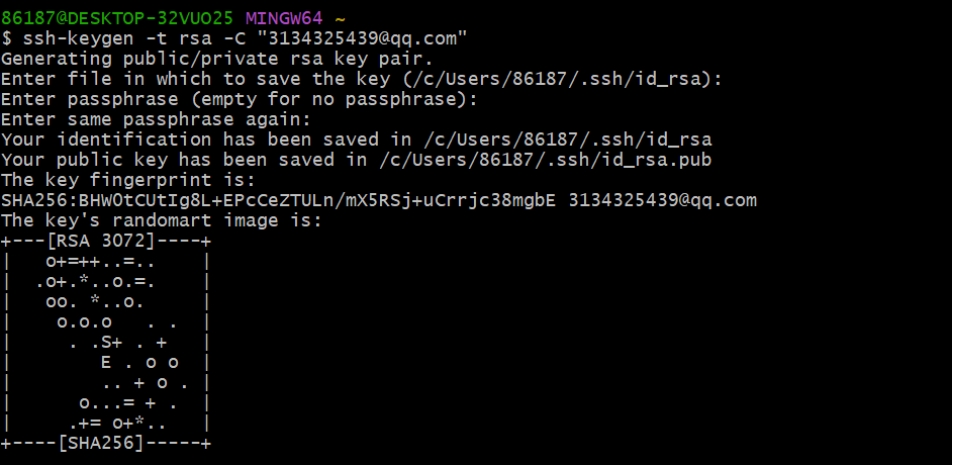 86187@DESKTOP-32VUO25 MINGW64 ~
$ ssh-keygen -t rsa -C "3134325439@qq.com"
Generating public/private rsa key pair.
Enter file in which to save the key (/c/Users/86187/.ssh/id_rsa):
Enter passphrase (empty for no passphrase):
Enter same passphrase again:
Your identification has been saved in /c/Users/86187/.ssh/id_rsa
Your public key has been saved in /c/Users/86187/.ssh/id_rsa.pub
The key fingerprint is:
SHA256:BHWOtCUtIg8L+EPcCeZTULn/mX5RSj+uCrrjc38mgbE 3134325439@qq.com
The key's randomart image is:
+---[RSA 3072]----+
|   o+=++..=..    |
|  .o+.*..o.=.    |
|   oo. *..o.     |
|    o.o.o   . .  |
|     . .S+ . +   |
|        E . o o  |
|        .. + o . |
|      o...= + .  |
|     .+= o+*..   |
+----[SHA256]-----+